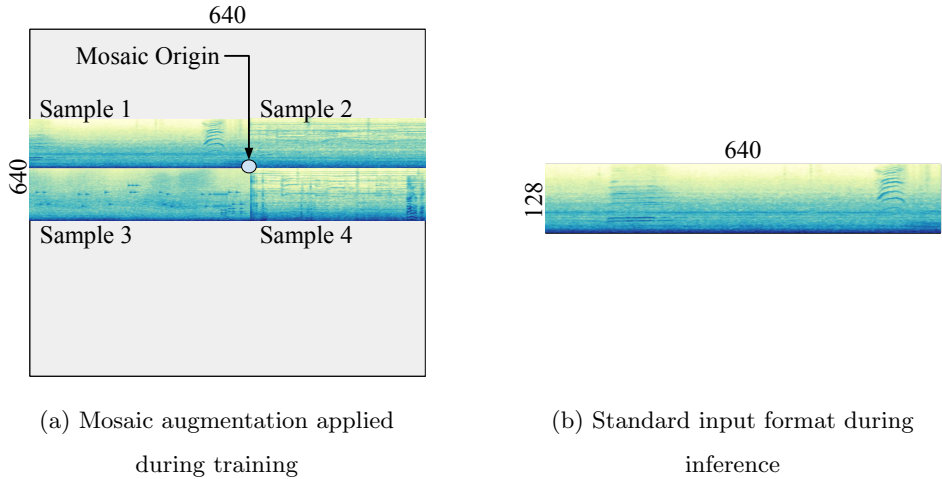 640
Mosaic Origin
Sample 1
Sample 2
640
Sample 3
Sample 4
640
128
(a) Mosaic augmentation applied
during training
(b) Standard input format during
inference